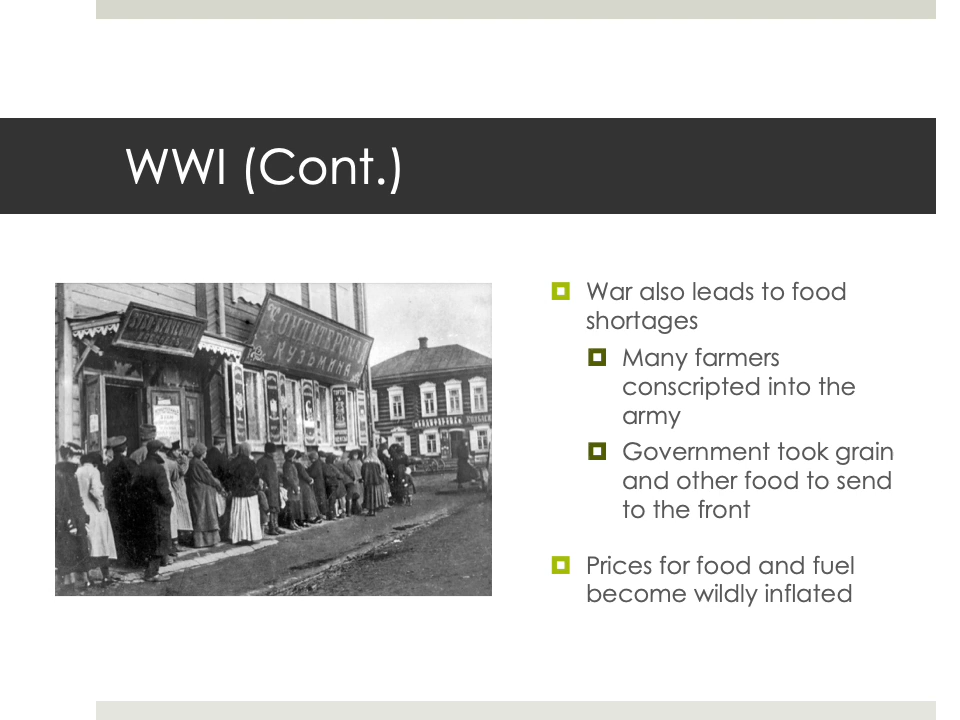 WWI (Cont.)
КОНДИТЕРСКАЯ
КУЗЬМИНА
War also leads to food
shortages
Many farmers
conscripted into the
army
Government took grain
and other food to send
to the front
Prices for food and fuel
become wildly inflated